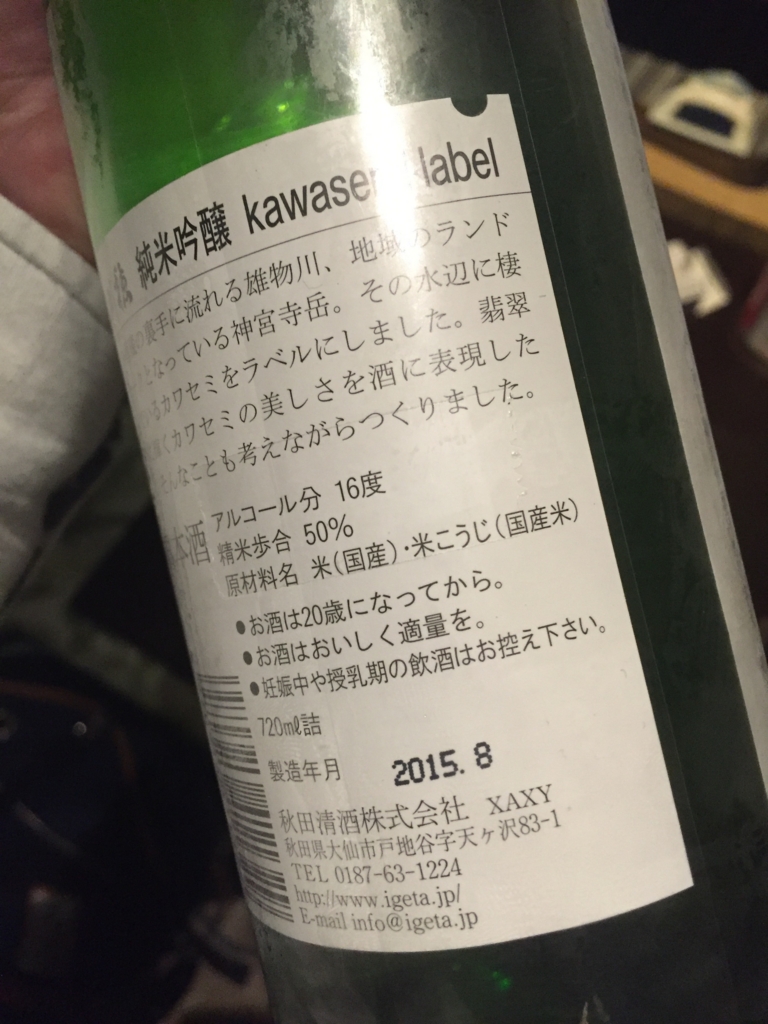 純米吟醸 kawasemi label
裏手に流れる雄物川、地域のランド
となっている神宮寺岳。その水辺に棲
いるカワセミをラベルにしました。翡翠
くカワセミの美しさを酒に表現した
そんなことも考えながらつくりました。
日本酒
アルコール分 16度
精米歩合 50%
原材料名 米(国産)・米こうじ(国産米)
●お酒は20歳になってから。
●お酒はおいしく適量を。
●妊娠中や授乳期の飲酒はお控え下さい。
720mℓ詰
製造年月 2015. 8
秋田清酒株式会社 XAXY
秋田県大仙市戸地谷字天ヶ沢83-1
TEL 0187-63-1224
http://www.igeta.jp/
E-mail info@igeta.jp